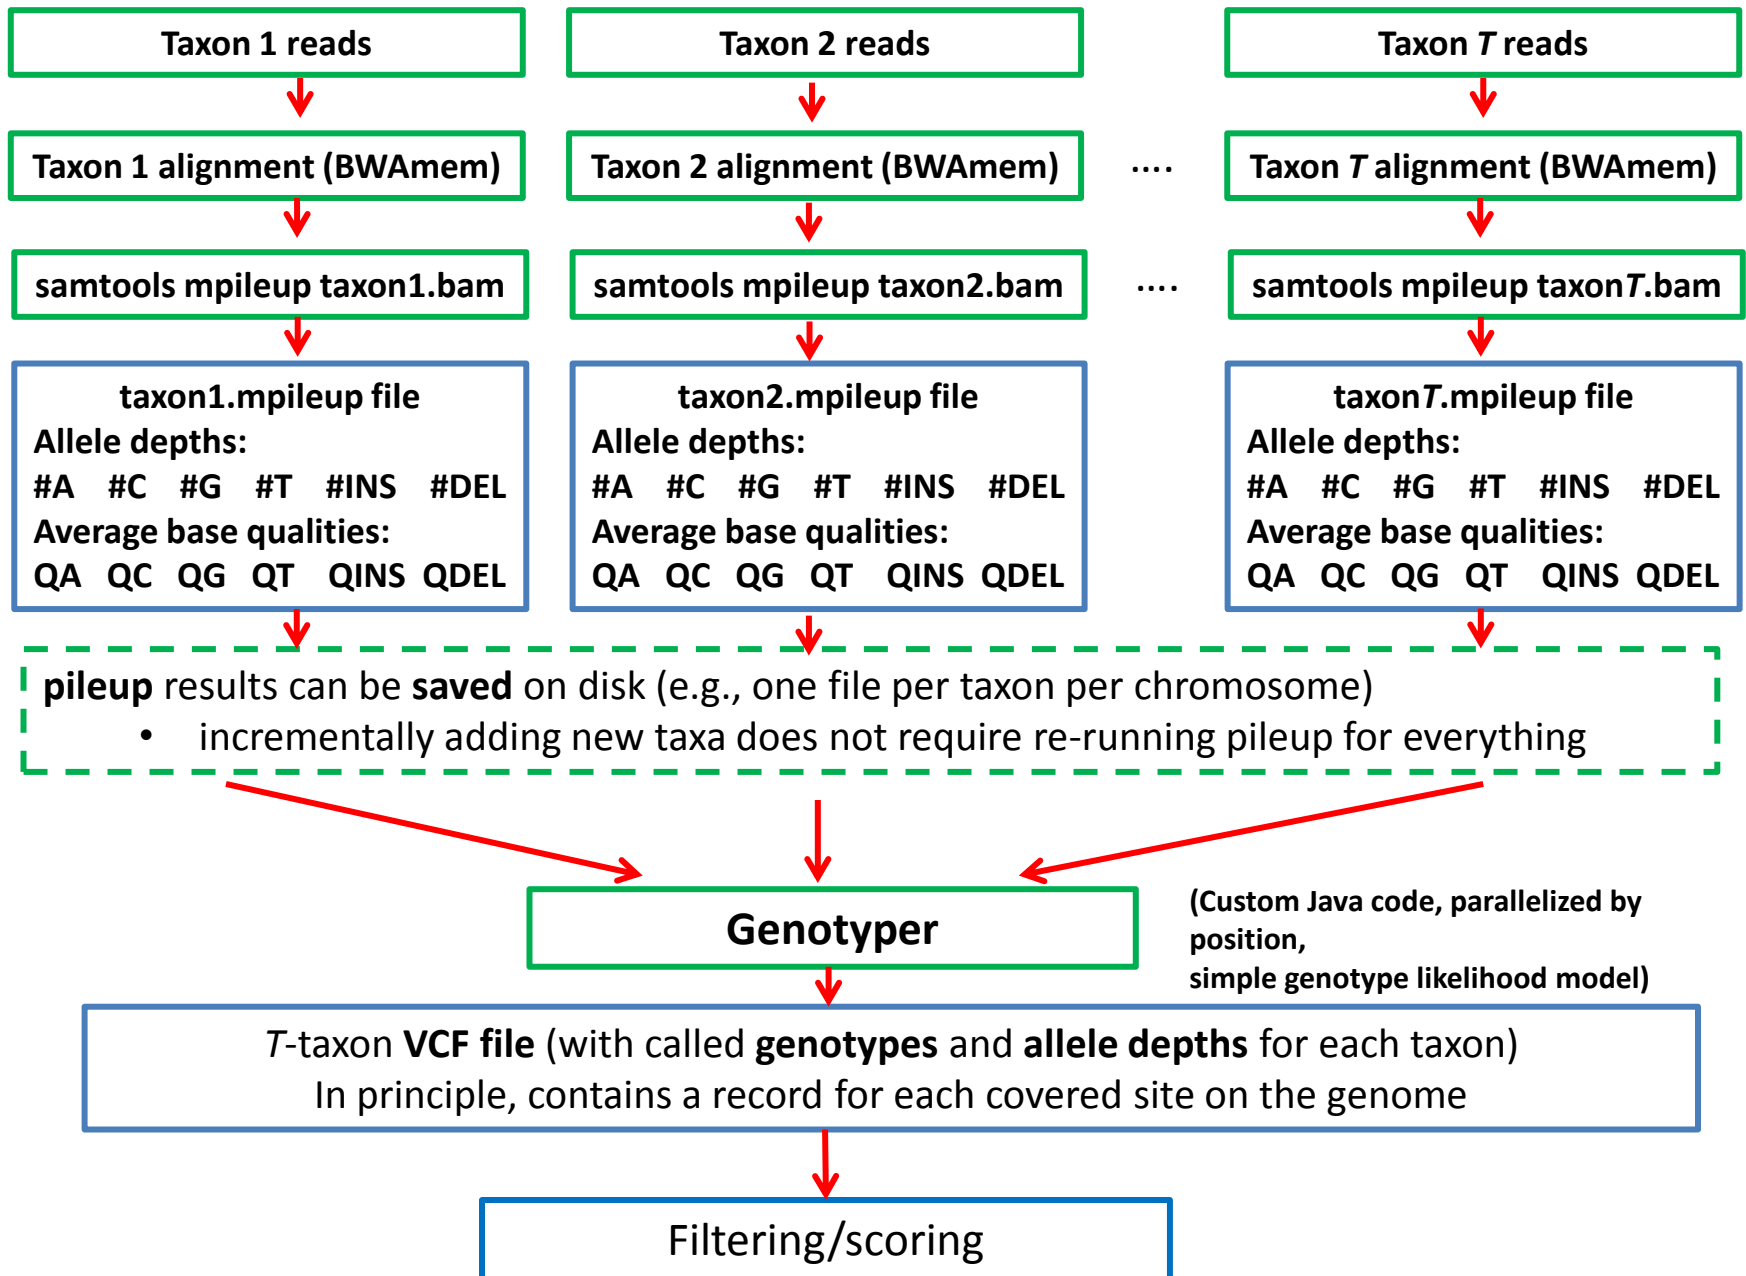 Taxon 1 reads
Taxon 2 reads
Taxon T reads
Taxon 1 alignment (BWAmem)
Taxon 2 alignment (BWAmem)
....
Taxon T alignment (BWAmem)
samtools mpileup taxon1.bam
samtools mpileup taxon2.bam
....
samtools mpileup taxonT.bam
taxon1.mpileup file
Allele depths:
#A #C #G #T #INS #DEL
Average base qualities:
QA QC QG QT QINS QDEL
taxon2.mpileup file
Allele depths:
#A #C #G #T #INS #DEL
Average base qualities:
QA QC QG QT QINS QDEL
taxonT.mpileup file
Allele depths:
#A #C #G #T #INS #DEL
Average base qualities:
QA QC QG QT QINS QDEL
pileup results can be saved on disk (e.g., one file per taxon per chromosome)
• incrementally adding new taxa does not require re-running pileup for everything
Genotyper
(Custom Java code, parallelized by
position,
simple genotype likelihood model)
T-taxon VCF file (with called genotypes and allele depths for each taxon)
In principle, contains a record for each covered site on the genome
Filtering/scoring